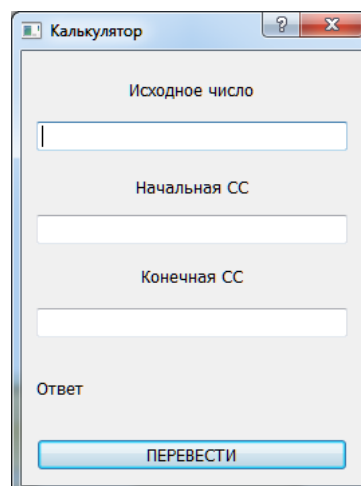 Калькулятор
Исходное число
Начальная СС
Конечная СС
Ответ
ПЕРЕВЕСТИ